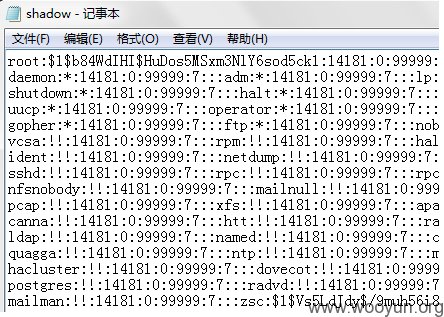 shadow - 记事本
文件(F) 编辑(E) 格式(O) 查看(V) 帮助(H)
root:$1$b84WdIHI$HuDos5MSxm3NlY6sod5ck1:14181:0:99999:
daemon:*:14181:0:99999:7:::adm:*:14181:0:99999:7:::lp:
shutdown:*:14181:0:99999:7:::halt:*:14181:0:99999:7:::
uucp:*:14181:0:99999:7:::operator:*:14181:0:99999:7:::
gopher:*:14181:0:99999:7:::ftp:*:14181:0:99999:7:::nob
vcsa:!!:14181:0:99999:7:::rpm:!!:14181:0:99999:7:::hal
ident:!!:14181:0:99999:7:::netdump:!!:14181:0:99999:7:
sshd:!!:14181:0:99999:7:::rpc:!!:14181:0:99999:7:::rpc
nfsnobody:!!:14181:0:99999:7:::mailnull:!!:14181:0:999
pcap:!!:14181:0:99999:7:::xfs:!!:14181:0:99999:7:::apa
canna:!!:14181:0:99999:7:::htt:!!:14181:0:99999:7:::ra
ldap:!!:14181:0:99999:7:::named:!!:14181:0:99999:7:::c
quagga:!!:14181:0:99999:7:::ntp:!!:14181:0:99999:7:::m
hacluster:!!:14181:0:99999:7:::dovecot:!!:14181:0:9999
postgres:!!:14181:0:99999:7:::radvd:!!:14181:0:99999:7
mailman:!!:14181:0:99999:7:::zsc:$1$Vs5LdJdy$/9muh56i8
www.wooyun.org